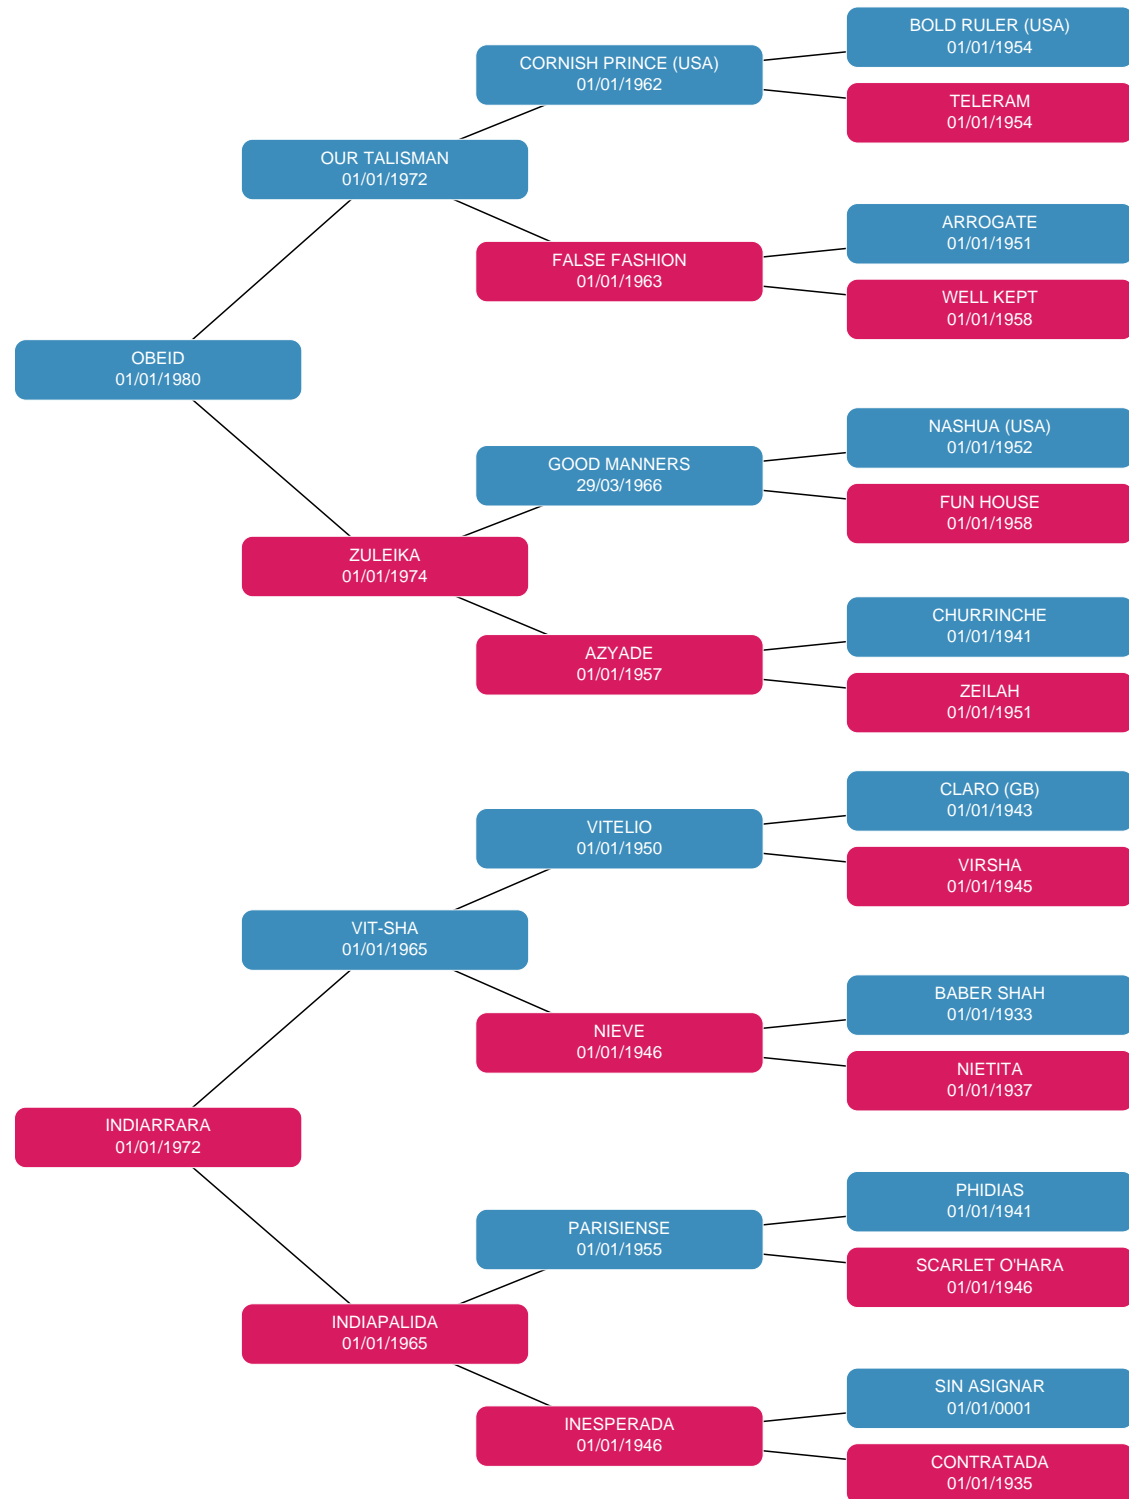 BOLD RULER (USA)
01/01/1954
CORNISH PRINCE (USA)
01/01/1962
TELERAM
01/01/1954
OUR TALISMAN
01/01/1972
ARROGATE
01/01/1951
FALSE FASHION
01/01/1963
WELL KEPT
01/01/1958
OBEID
01/01/1980
NASHUA (USA)
01/01/1952
GOOD MANNERS
29/03/1966
FUN HOUSE
01/01/1958
ZULEIKA
01/01/1974
CHURRINCHE
01/01/1941
AZYADE
01/01/1957
ZEILAH
01/01/1951
CLARO (GB)
01/01/1943
VITELIO
01/01/1950
VIRSHA
01/01/1945
VIT-SHA
01/01/1965
BABER SHAH
01/01/1933
NIEVE
01/01/1946
NIETITA
01/01/1937
INDIARRARA
01/01/1972
PHIDIAS
01/01/1941
PARISIENSE
01/01/1955
SCARLET O'HARA
01/01/1946
INDIAPALIDA
01/01/1965
SIN ASIGNAR
01/01/0001
INESPERADA
01/01/1946
CONTRATADA
01/01/1935